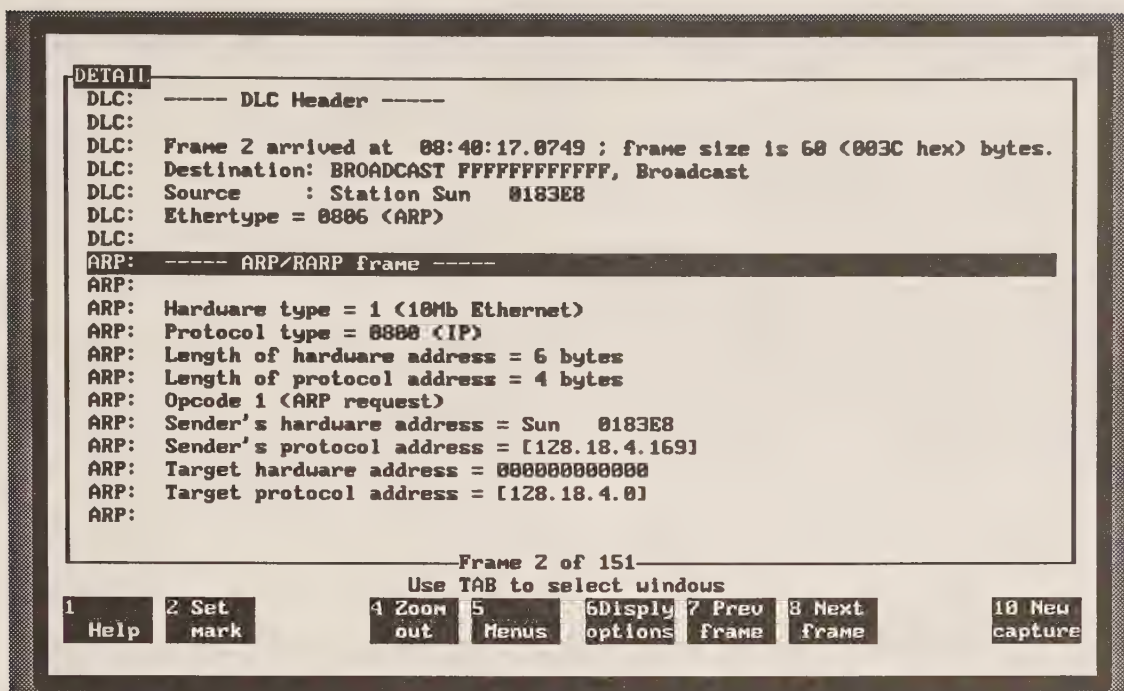 DETAIL
DLC: ----- DLC Header -----
DLC:
DLC: Frame 2 arrived at 08:40:17.0749 ; frame size is 60 (003C hex) bytes.
DLC: Destination: BROADCAST FFFFFFFFFFFF, Broadcast
DLC: Source : Station Sun 0183E8
DLC: Ethertype = 0806 (ARP)
DLC:
ARP: ----- ARP/RARP frame -----
ARP:
ARP: Hardware type = 1 (10Mb Ethernet)
ARP: Protocol type = 0800 (IP)
ARP: Length of hardware address = 6 bytes
ARP: Length of protocol address = 4 bytes
ARP: Opcode 1 (ARP request)
ARP: Sender's hardware address = Sun 0183E8
ARP: Sender's protocol address = [128.18.4.169]
ARP: Target hardware address = 000000000000
ARP: Target protocol address = [128.18.4.0]
ARP:
Frame 2 of 151
Use TAB to select windows
1 Help 2 Set mark 4 Zoom out 5 Menus 6Disply options 7 Prev frame 8 Next frame 10 New capture